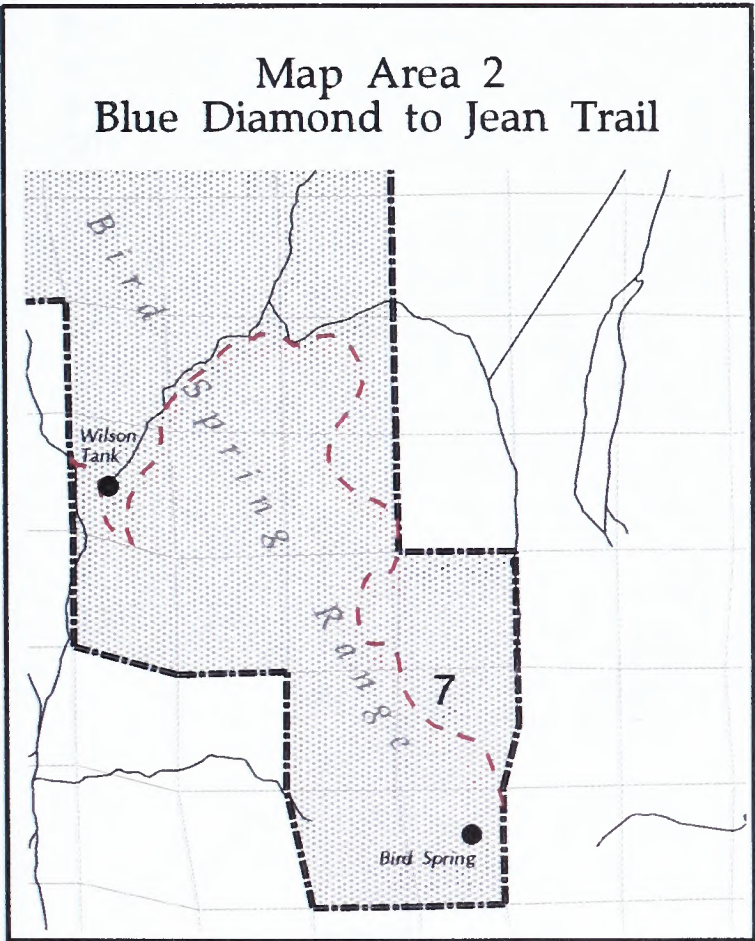 Map Area 2
Blue Diamond to Jean Trail
Bird
Spring
Range
Wilson
Tank
7
Bird Spring